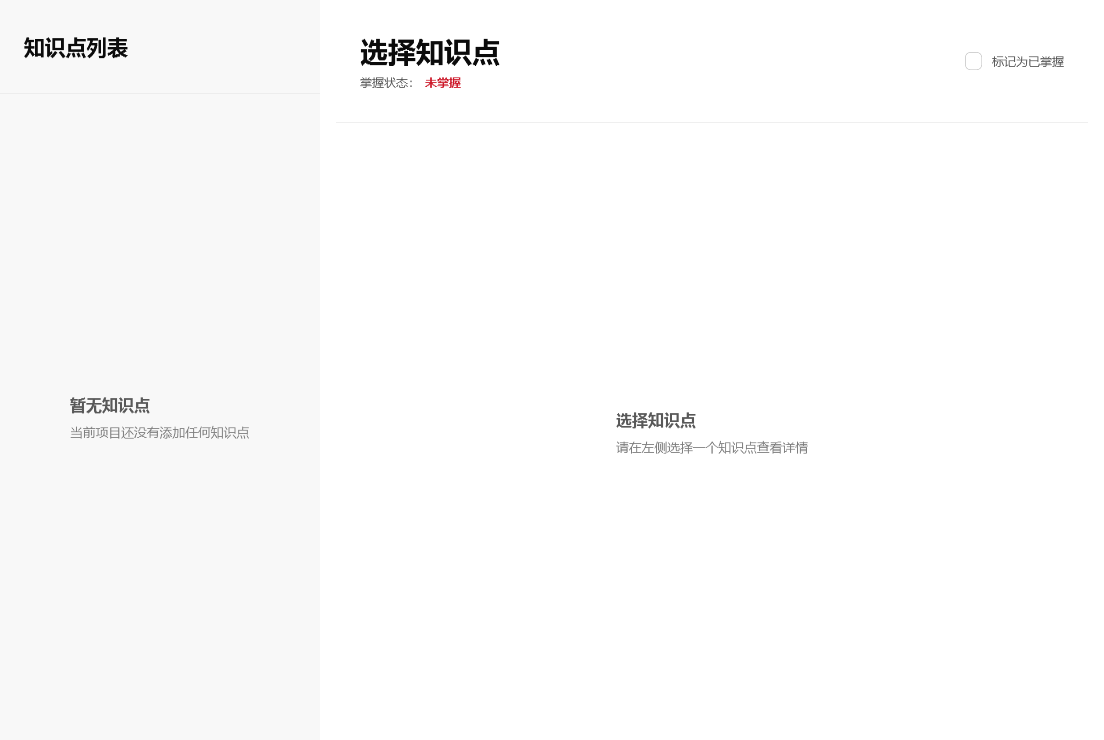 知识点列表
选择知识点
掌握状态： 未掌握
标记为已掌握
暂无知识点
当前项目还没有添加任何知识点
选择知识点
请在左侧选择一个知识点查看详情